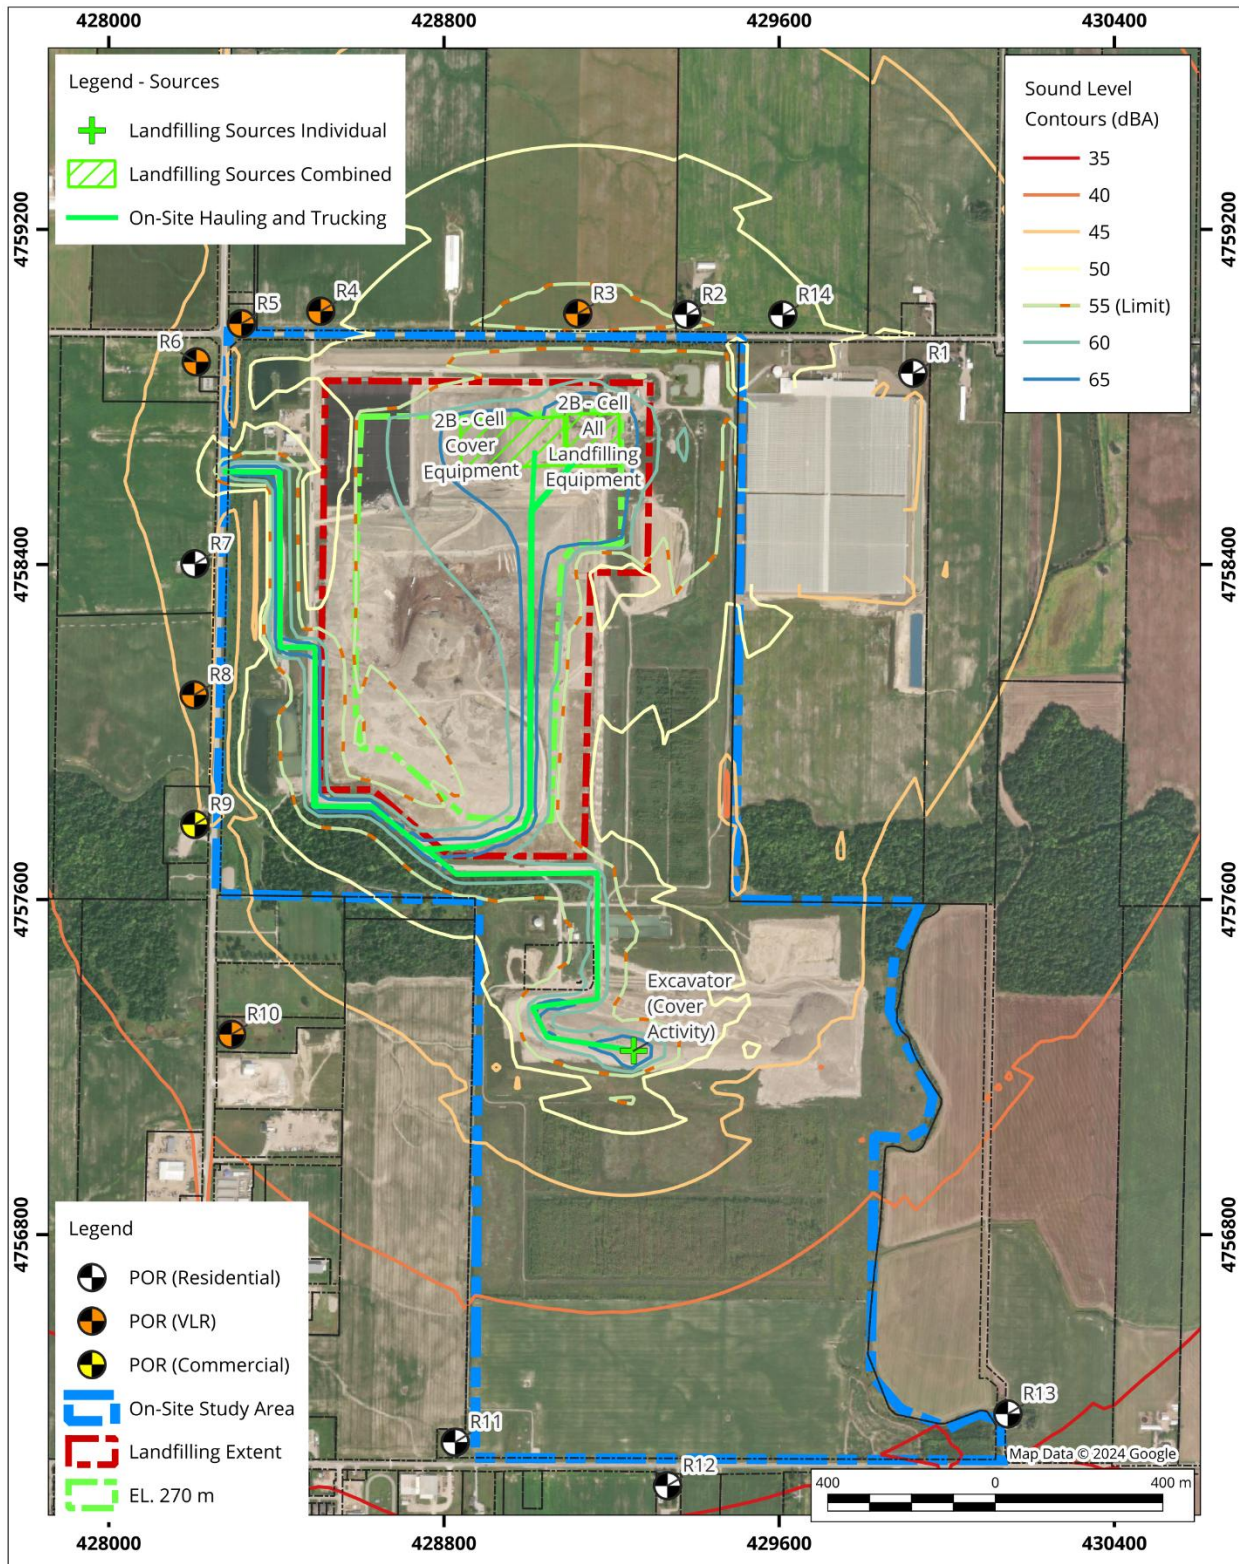 428000 428800 429600 430400
Legend - Sources
Landfilling Sources Individual
Landfilling Sources Combined
On-Site Hauling and Trucking
Sound Level
Contours (dBA)
35
40
45
50
55 (Limit)
60
65
4759200
4759200
R5
R4
R3
R2
R14
R6
R1
2B - Cell
Cover
Equipment
2B - Cell
All
Landfilling
Equipment
4758400
4758400
R7
R8
R9
4757600
4757600
Excavator
(Cover
Activity)
R10
4756800
4756800
Legend
POR (Residential)
POR (VLR)
POR (Commercial)
On-Site Study Area
Landfilling Extent
EL. 270 m
R11
R12
R13
Map Data © 2024 Google
400 0 400 m
428000 428800 429600 430400